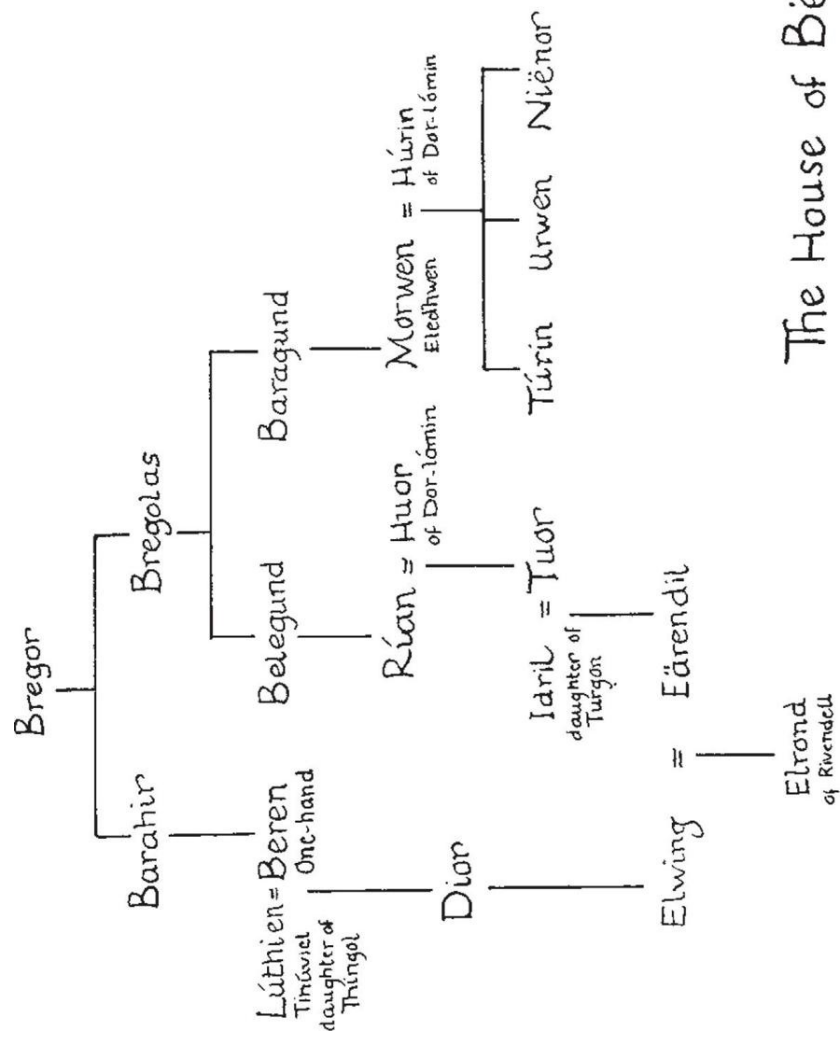 Bregor
Barahir Bregolas
Lúthien = Beren Belegund Baragund
Tinúviel One-hand
daughter of
Thingol
Dior Rían = Huor Morwen = Húrin
of Dor-lómin Eledhwen of Dor-lómin
Idril = Tuor Túrin Urwen Niënor
daughter of
Turgon
Elwing = Eärendil
Elrond
of Rivendell
The House of Bë